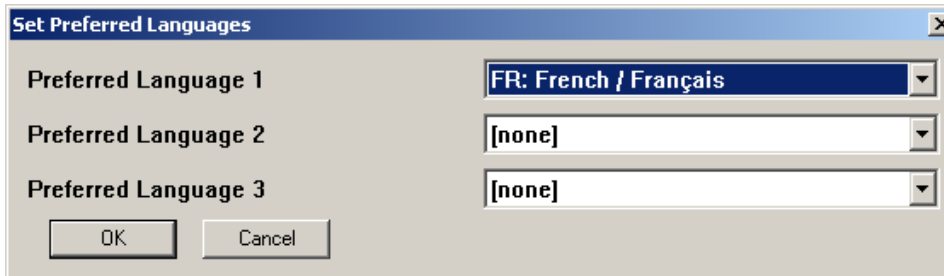 Set Preferred Languages
Preferred Language 1 FR: French / Français
Preferred Language 2 [none]
Preferred Language 3 [none]
OK Cancel